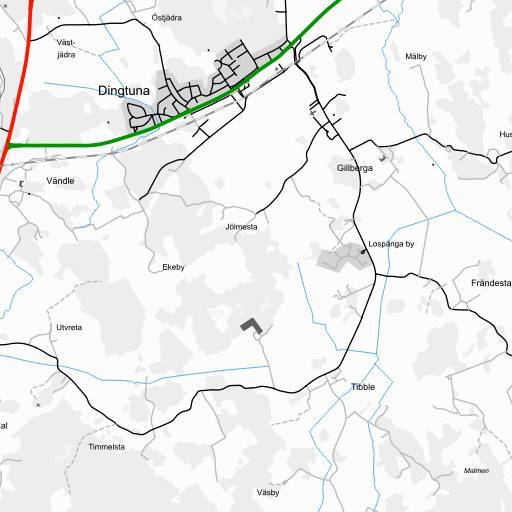 Östjädra
Väst-
jädra
Mälby
Dingtuna
Hus
Gillberga
Vändle
Jölmesta
Lospånga by
Ekeby
Frändesta
Utvreta
Tibble
al
Timmelsta
Malmen
Väsby